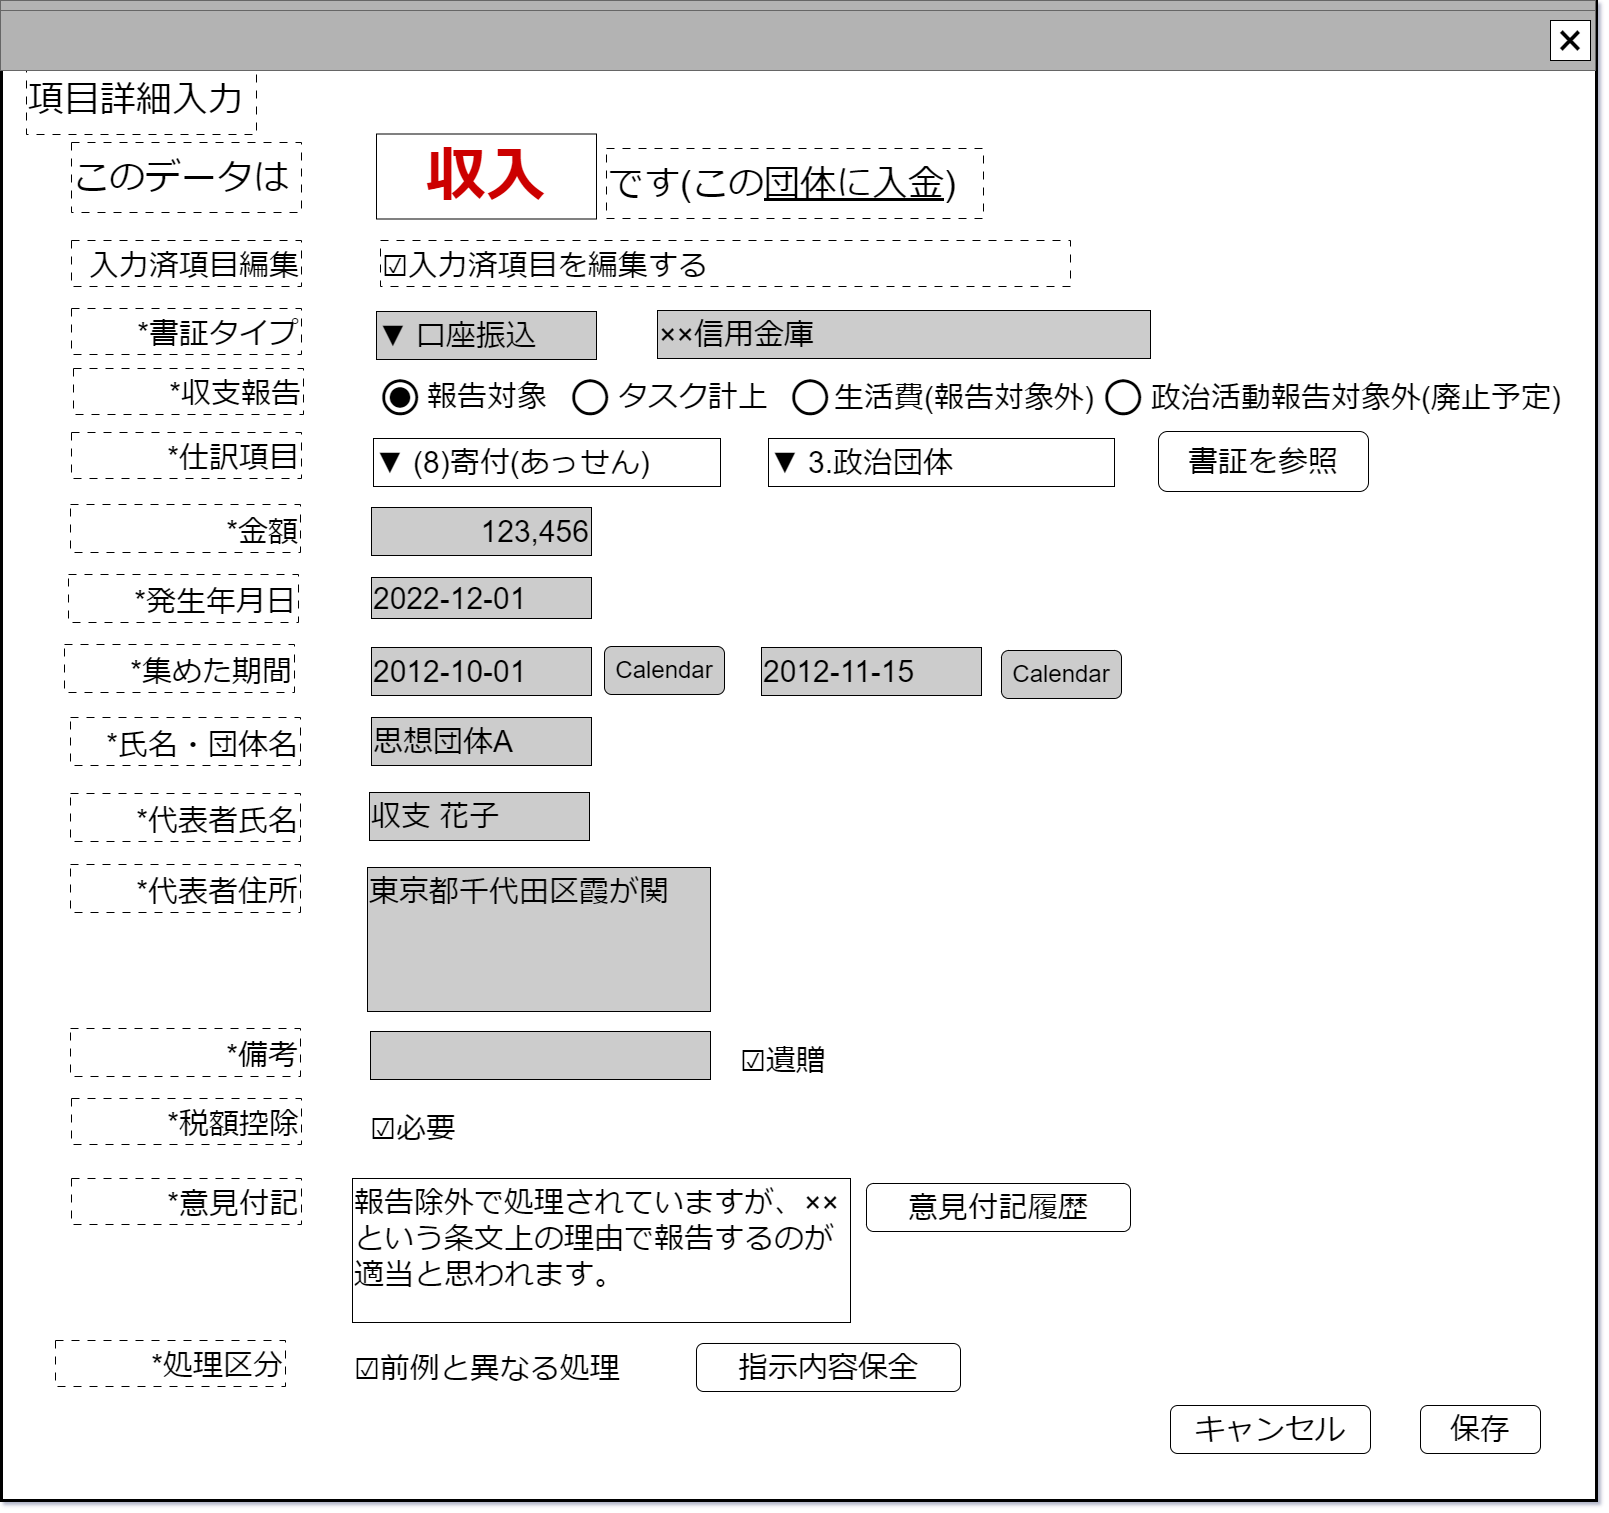 項目詳細入力
このデータは 収入 です(この団体に入金)
入力済項目編集 ☑入力済項目を編集する
*書証タイプ ▼ 口座振込 ××信用金庫
*収支報告 報告対象 タスク計上 生活費(報告対象外) 政治活動報告対象外(廃止予定)
*仕訳項目 ▼ (8)寄付(あっせん) ▼ 3.政治団体 書証を参照
*金額 123,456
*発生年月日 2022-12-01
*集めた期間 2012-10-01 Calendar 2012-11-15 Calendar
*氏名・団体名 思想団体A
*代表者氏名 収支 花子
*代表者住所 東京都千代田区霞が関
*備考 ☑遺贈
*税額控除 ☑必要
*意見付記 報告除外で処理されていますが、×× 意見付記履歴
という条文上の理由で報告するのが
適当と思われます。
*処理区分 ☑前例と異なる処理 指示内容保全
キャンセル 保存